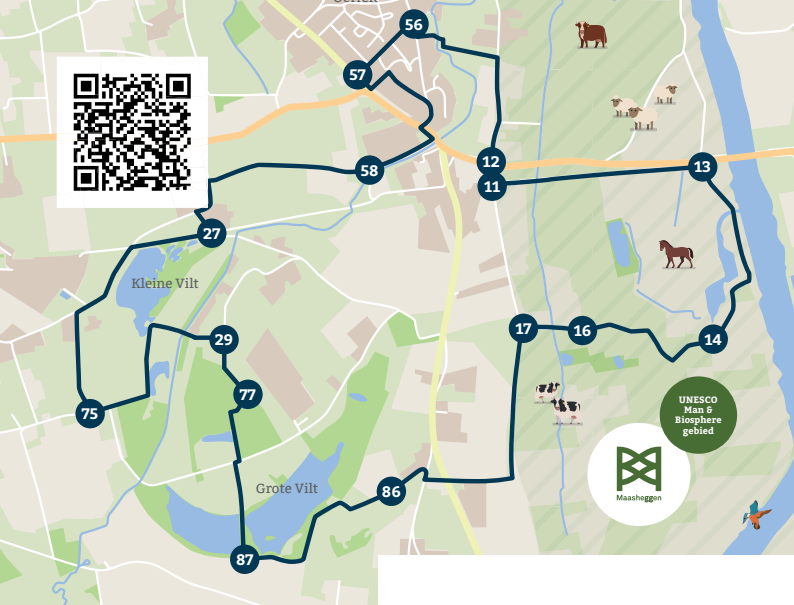 56
57
12
13
58
11
27
Kleine Vilt
17
16
14
29
77
75
UNESCO
Man &
Biosphere
gebied
Grote Vilt
86
Maasheggen
87